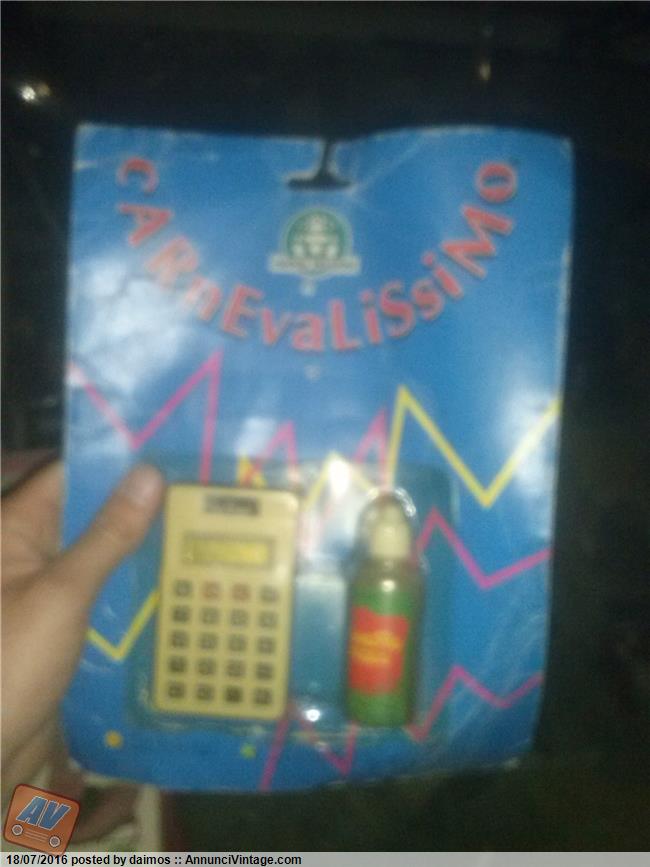 cARnEvaLiSsiMo
AV
18/07/2016 posted by daimos :: AnnunciVintage.com